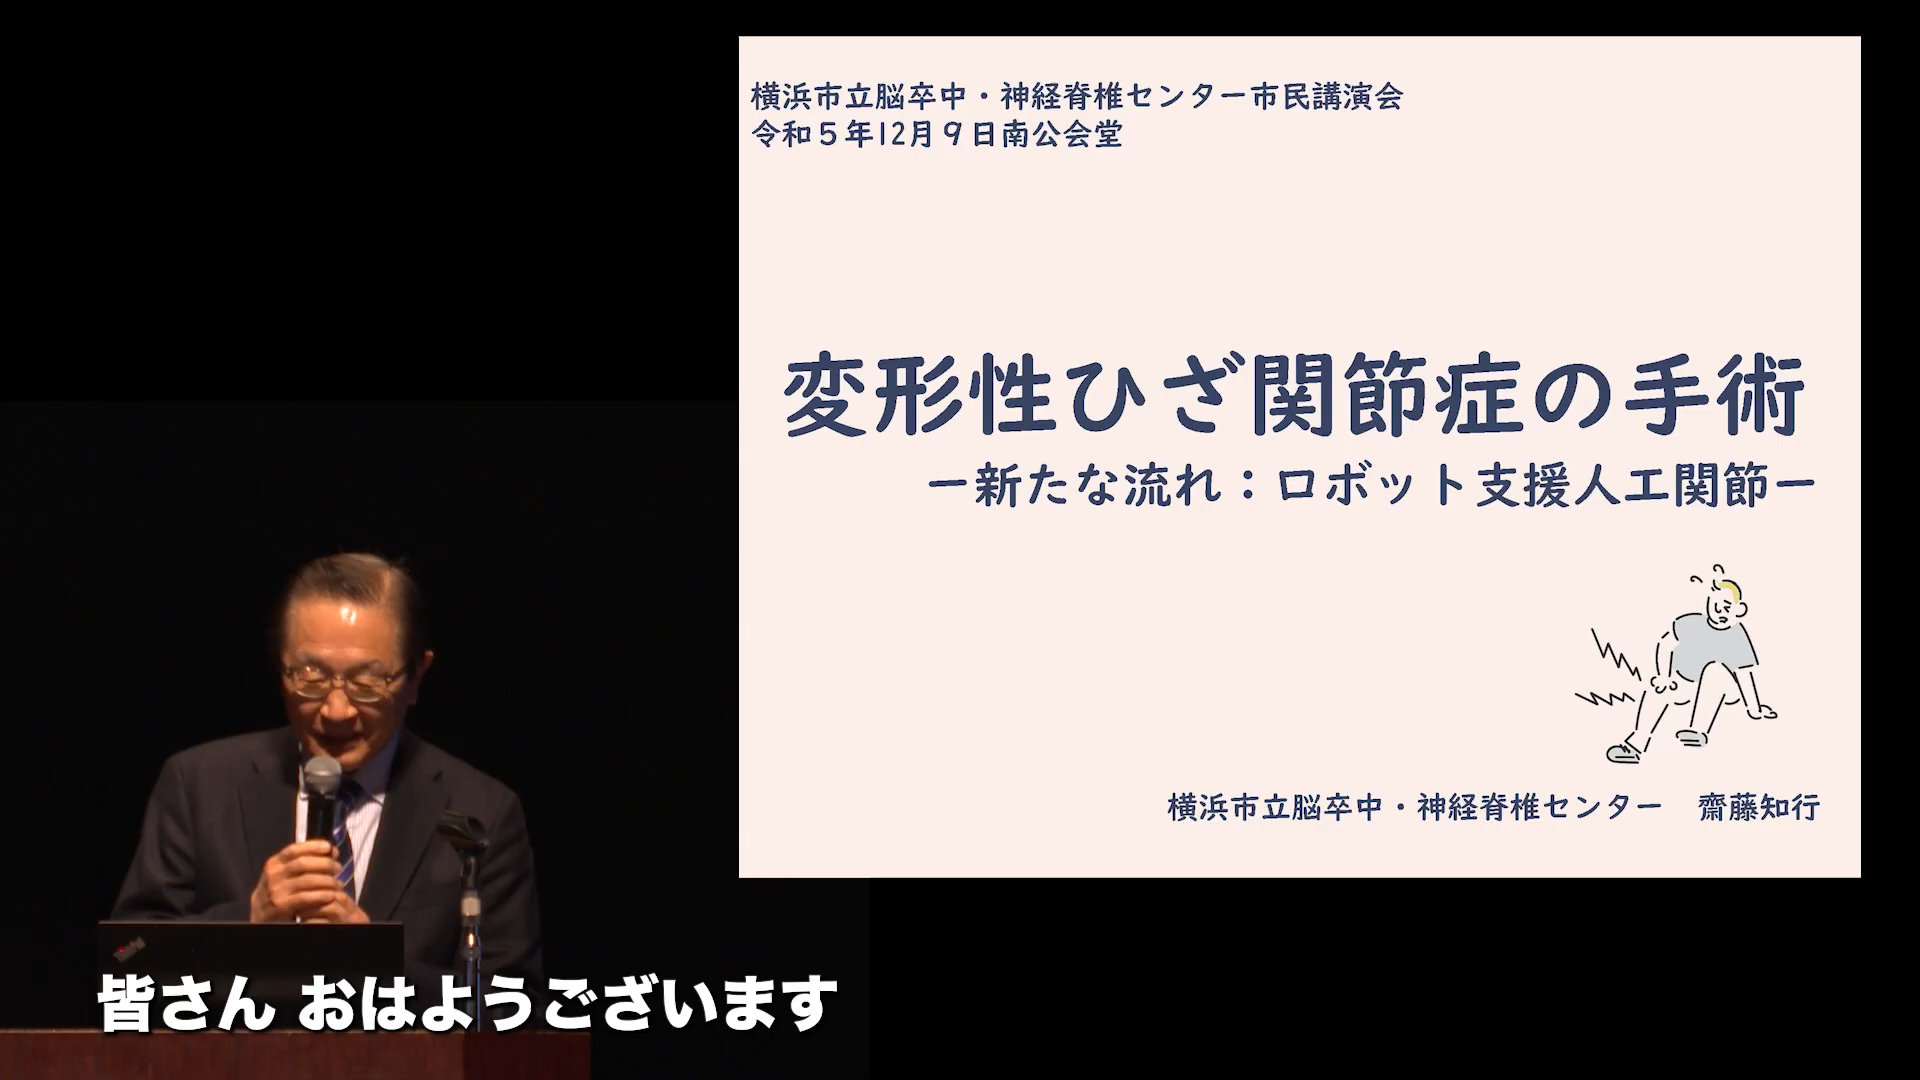 横浜市立脳卒中・神経脊椎センター市民講演会
令和５年12月９日南公会堂
変形性ひざ関節症の手術
ー新たな流れ：ロボット支援人工関節ー
横浜市立脳卒中・神経脊椎センター　齋藤知行
ThinkPad
皆さん おはようございます